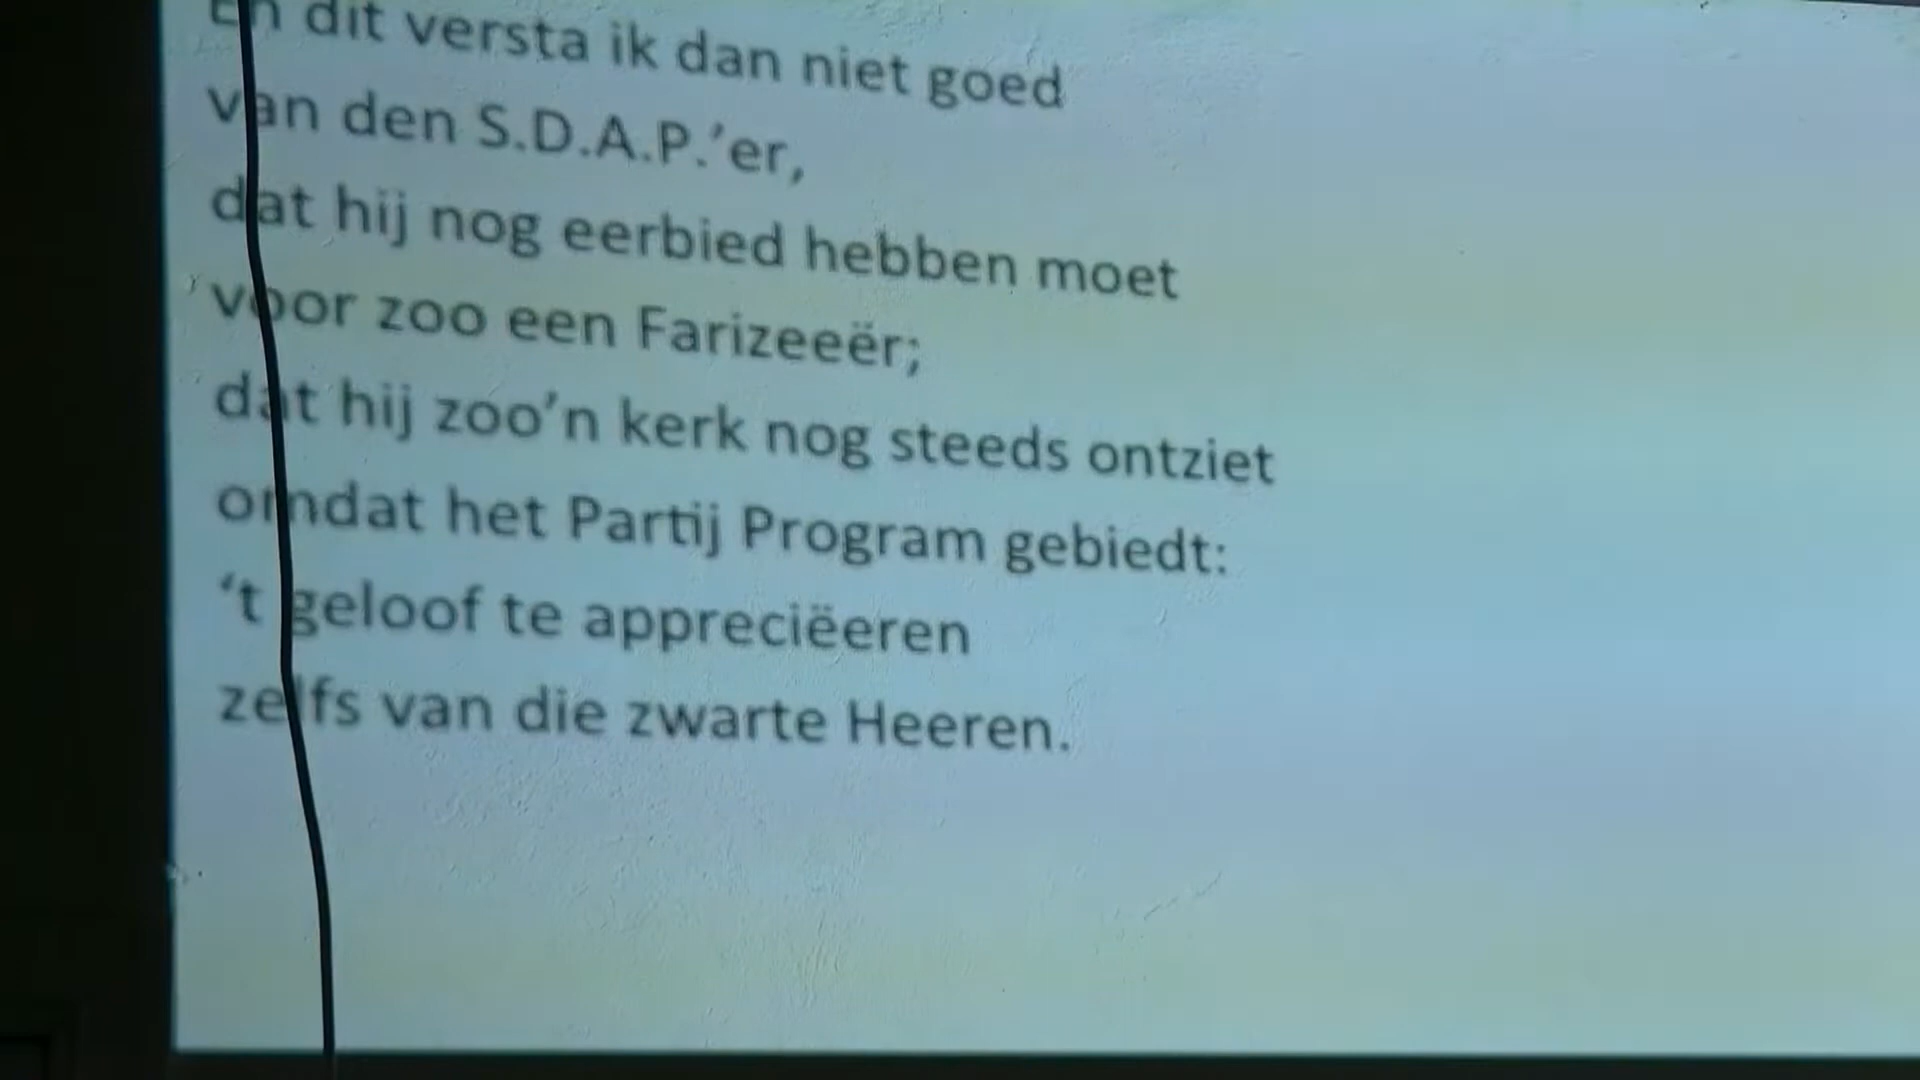 En dit versta ik dan niet goed
van den S.D.A.P.’er,
dat hij nog eerbied hebben moet
voor zoo een Farizeeër;
dat hij zoo’n kerk nog steeds ontziet
omdat het Partij Program gebiedt:
‘t geloof te appreciëeren
zelfs van die zwarte Heeren.